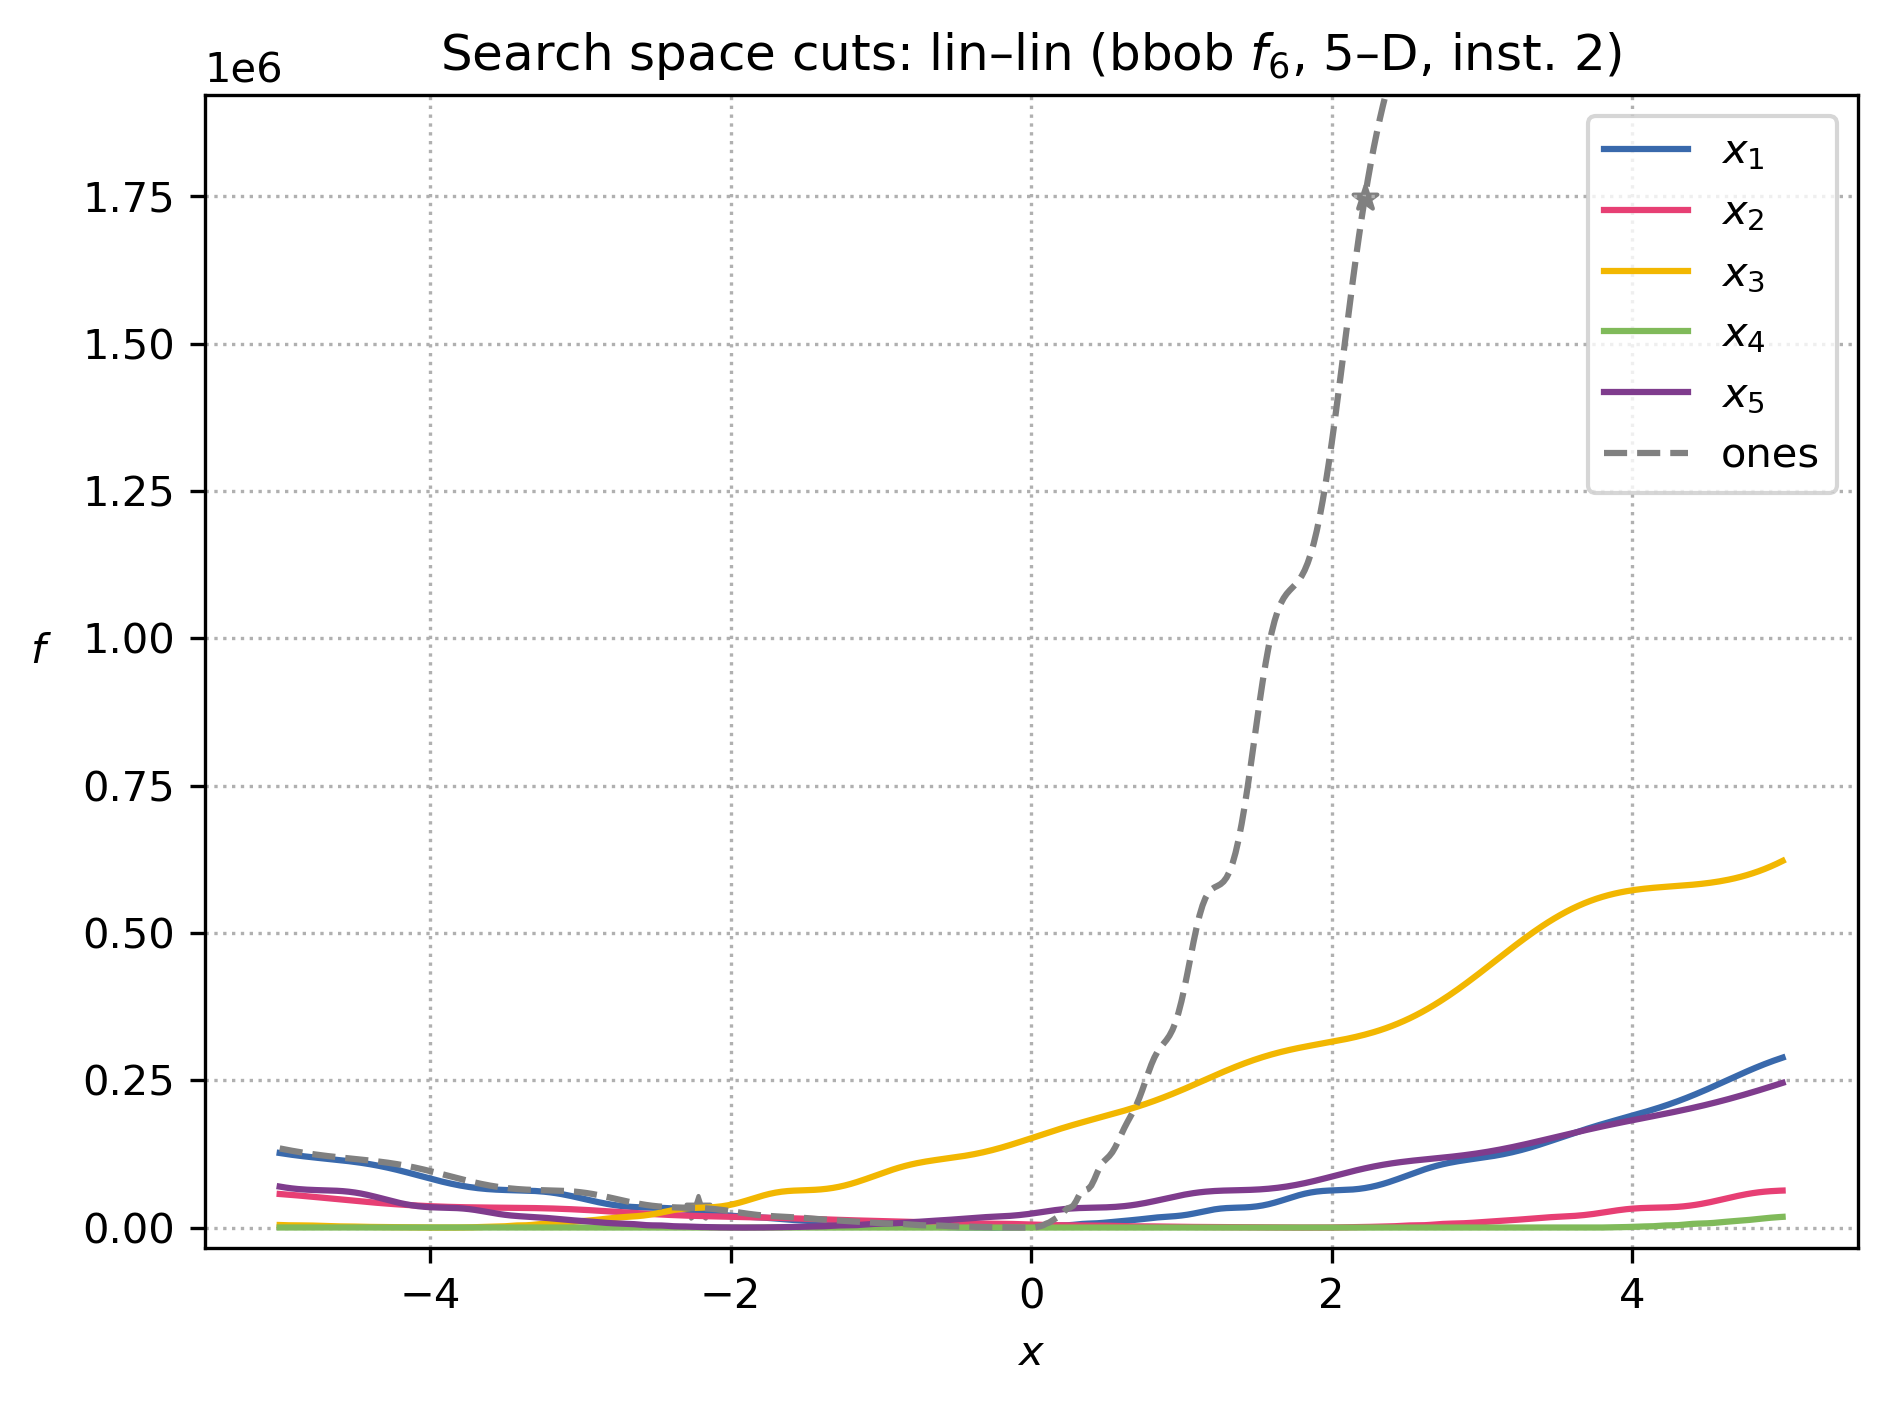 Search space cuts: lin–lin (bbob f₆, 5–D, inst. 2)
1e6
1.75
1.50
1.25
1.00
0.75
0.50
0.25
0.00
f
−4
−2
0
2
4
x
x₁
x₂
x₃
x₄
x₅
ones